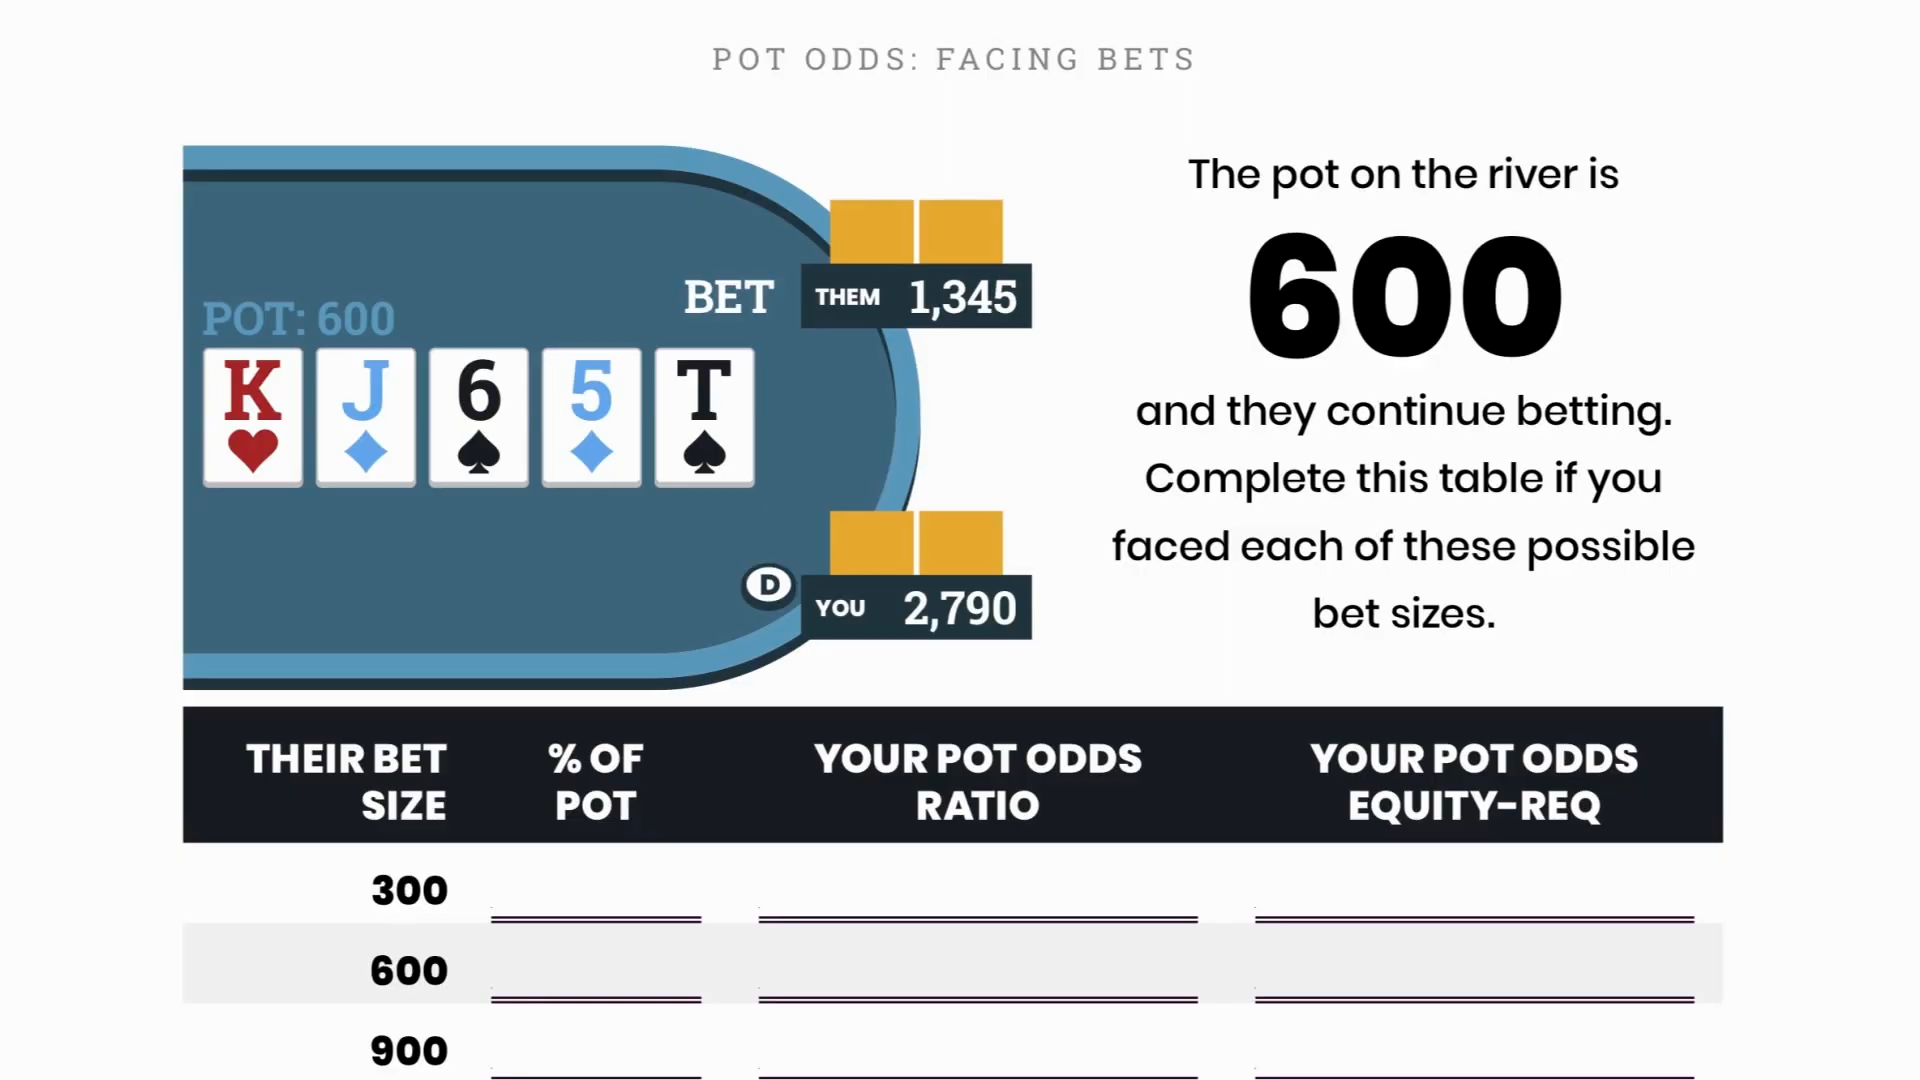 POT ODDS: FACING BETS
POT: 600
BET
THEM 1,345
K J 6 5 T
D
YOU 2,790
The pot on the river is
600
and they continue betting.
Complete this table if you
faced each of these possible
bet sizes.
THEIR BET SIZE
% OF POT
YOUR POT ODDS RATIO
YOUR POT ODDS EQUITY-REQ
300
600
900